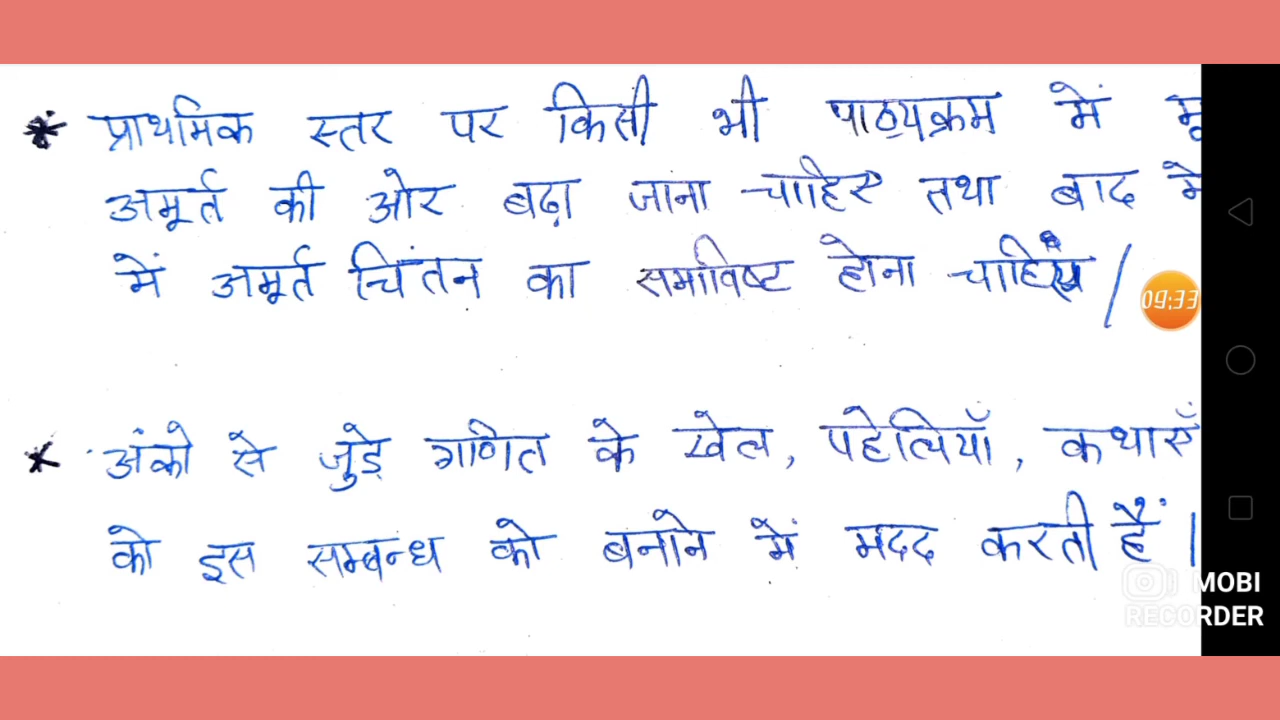 * प्राथमिक स्तर पर किसी भी पाठ्यक्रम में मू
अमूर्त की ओर बढ़ा जाना चाहिए तथा बाद मे
में अमूर्त चिंतन का समाविष्ट होना चाहिए।
09:33
* अंको से जुड़े गणित के खेल, पहेलियाँ, कथाएँ
को इस सम्बन्ध को बनाने में मदद करती हैं।
MOBI
RECORDER